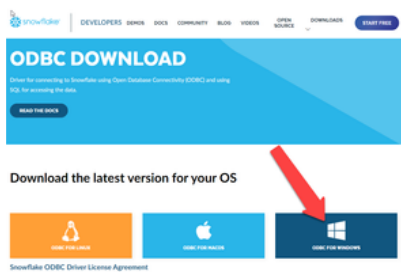 snowflake
DEVELOPERS DEMOS DOCS COMMUNITY BLOG VIDEOS OPEN SOURCE DOWNLOADS START FREE
ODBC DOWNLOAD
Driver for connecting to Snowflake using Open Database Connectivity (ODBC) and using
SQL for accessing the data.
READ THE DOCS
Download the latest version for your OS
ODBC FOR LINUX ODBC FOR MACOS ODBC FOR WINDOWS
Snowflake ODBC Driver License Agreement